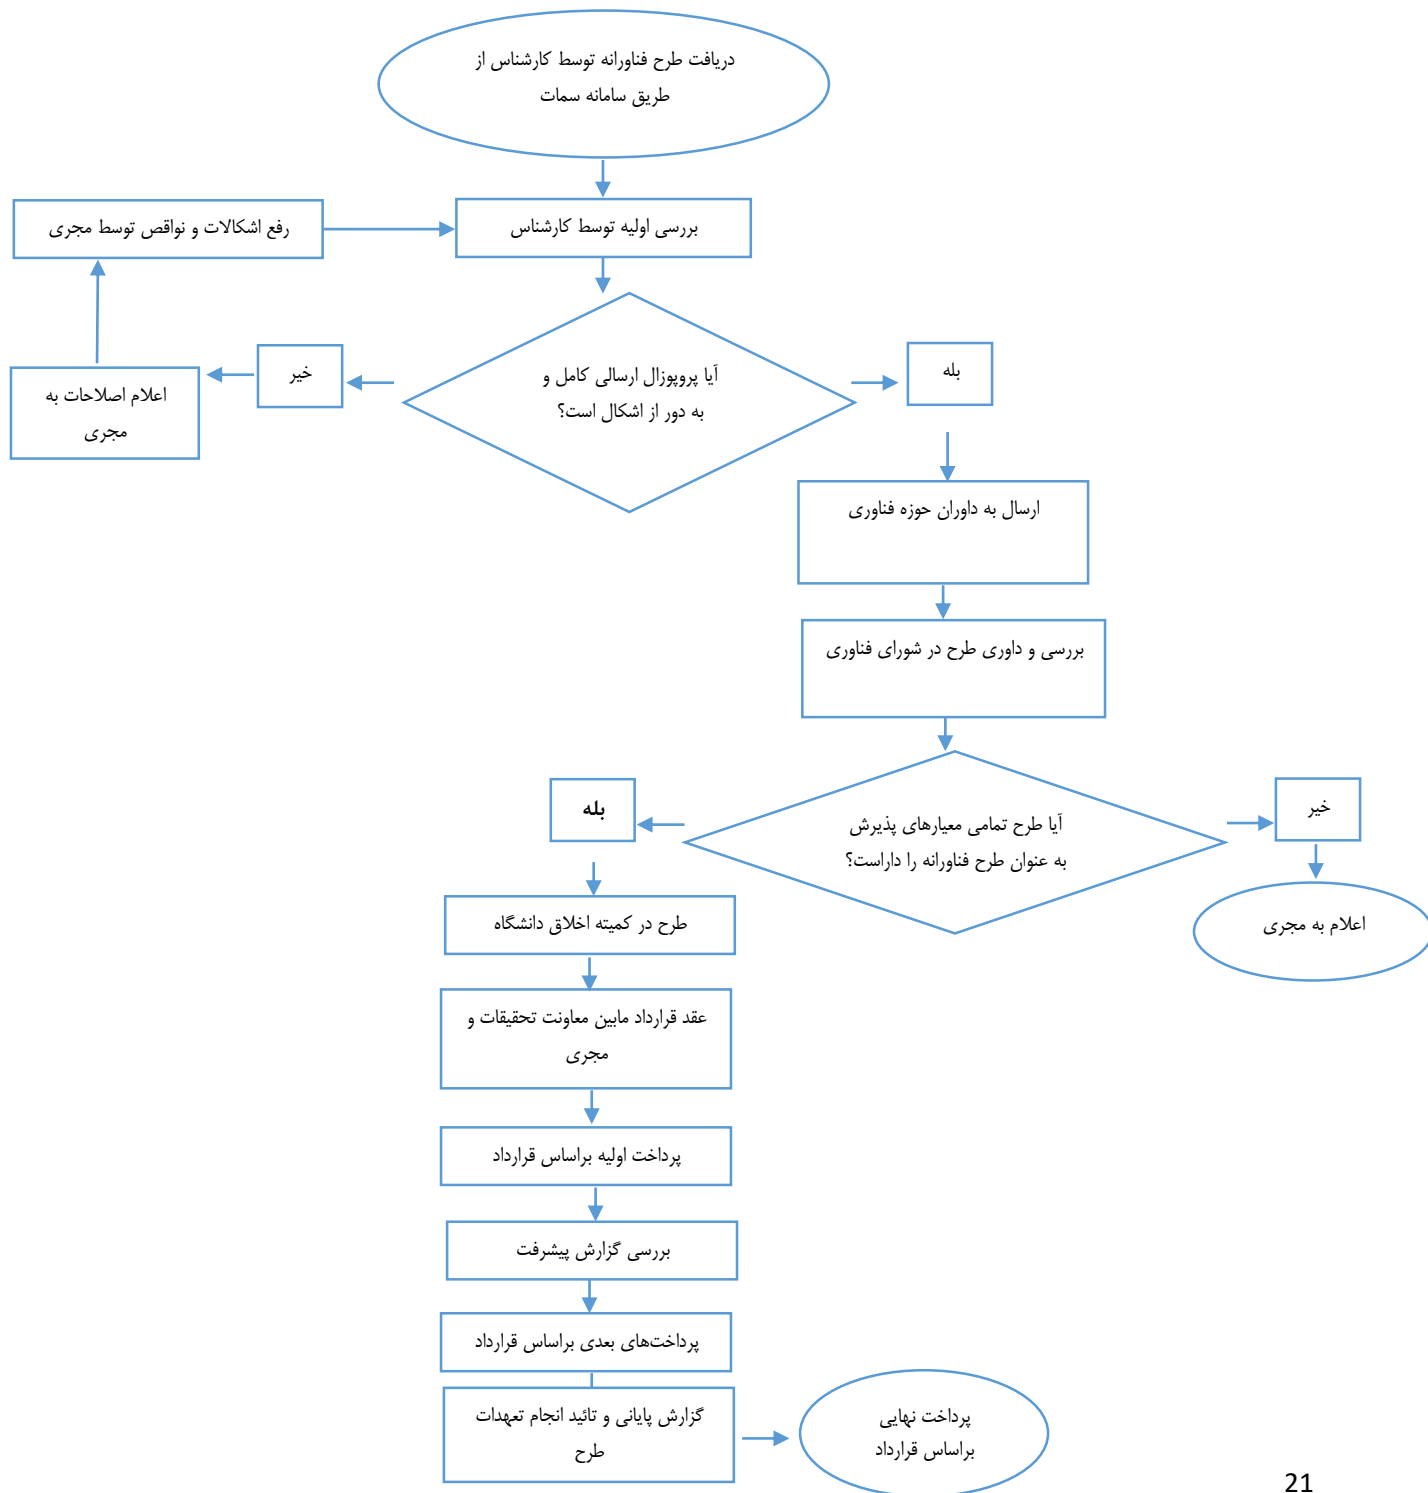 دریافت طرح فناورانه توسط کارشناس از
طریق سامانه سمات
بررسی اولیه توسط کارشناس
رفع اشکالات و نواقص توسط مجری
آیا پروپوزال ارسالی کامل و
به دور از اشکال است؟
بله
خیر
اعلام اصلاحات به
مجری
ارسال به داوران حوزه فناوری
بررسی و داوری طرح در شورای فناوری
آیا طرح تمامی معیارهای پذیرش
به عنوان طرح فناورانه را داراست؟
خیر
بله
اعلام به مجری
طرح در کمیته اخلاق دانشگاه
عقد قرارداد مابین معاونت تحقیقات و
مجری
پرداخت اولیه براساس قرارداد
بررسی گزارش پیشرفت
پرداخت‌های بعدی براساس قرارداد
گزارش پایانی و تائید انجام تعهدات
طرح
پرداخت نهایی
براساس قرارداد
21